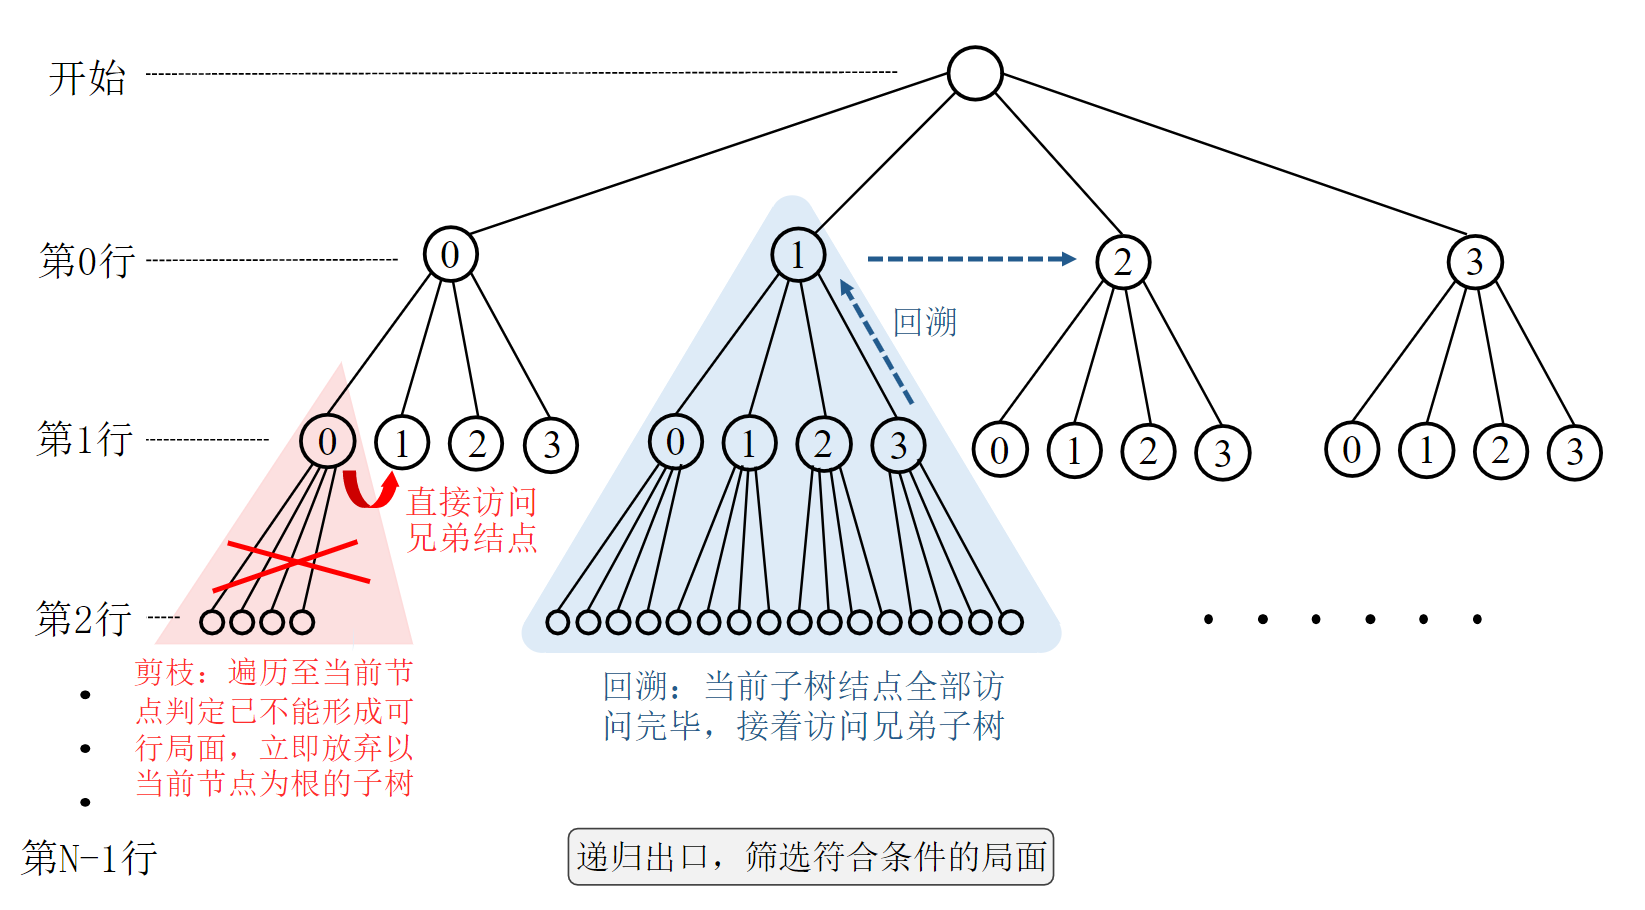 开始
第0行
0
1
2
3
回溯
第1行
0
1
2
3
0
1
2
3
0
1
2
3
0
1
2
3
直接访问
兄弟结点
第2行
剪枝：遍历至当前节
点判定已不能形成可
行局面，立即放弃以
当前节点为根的子树
回溯：当前子树结点全部访
问完毕，接着访问兄弟子树
第N-1行
递归出口，筛选符合条件的局面